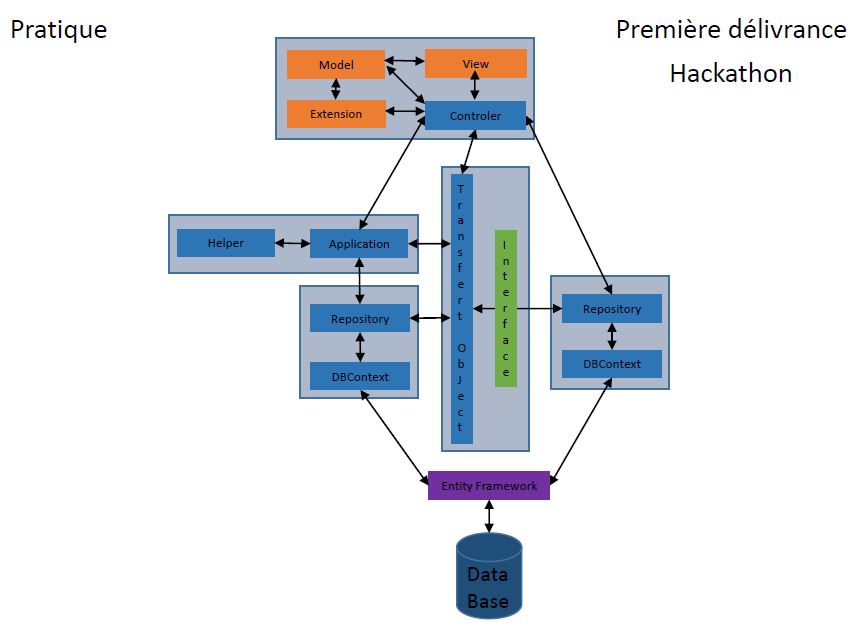 Pratique
Première délivrance
Hackathon
Model
View
Extension
Controler
Helper
Application
Transfert ObJect
Interface
Repository
DBContext
Repository
DBContext
Entity Framework
Data
Base